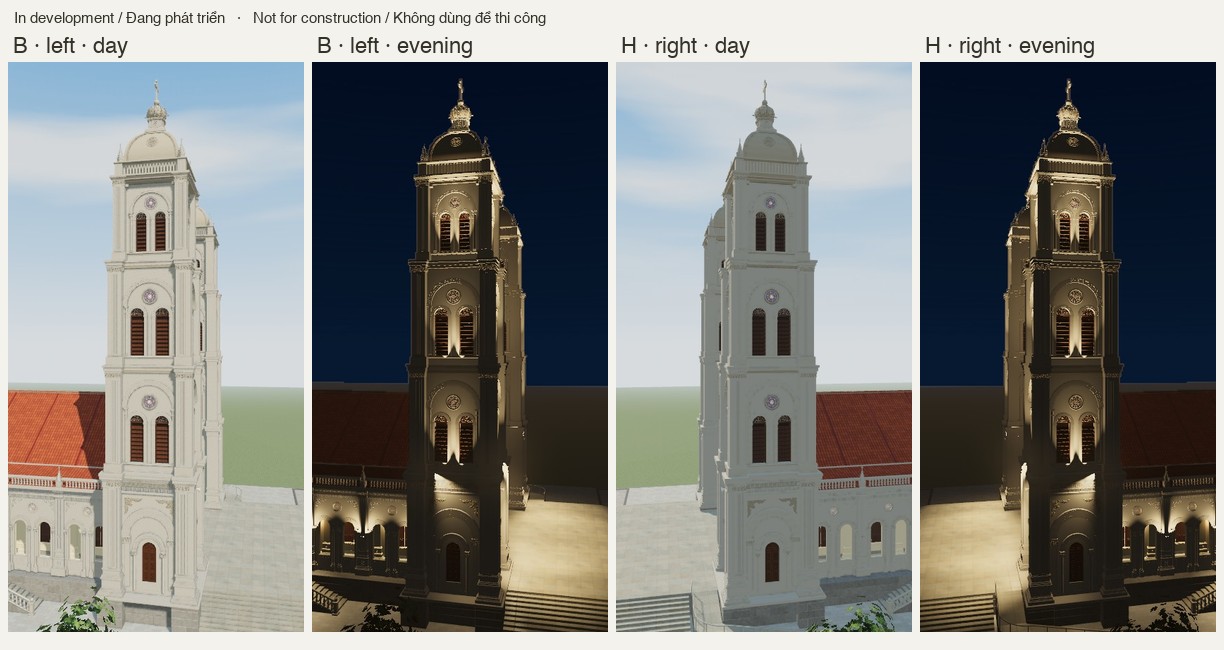 In development / Đang phát triển · Not for construction / Không dùng để thi công
B · left · day
B · left · evening
H · right · day
H · right · evening